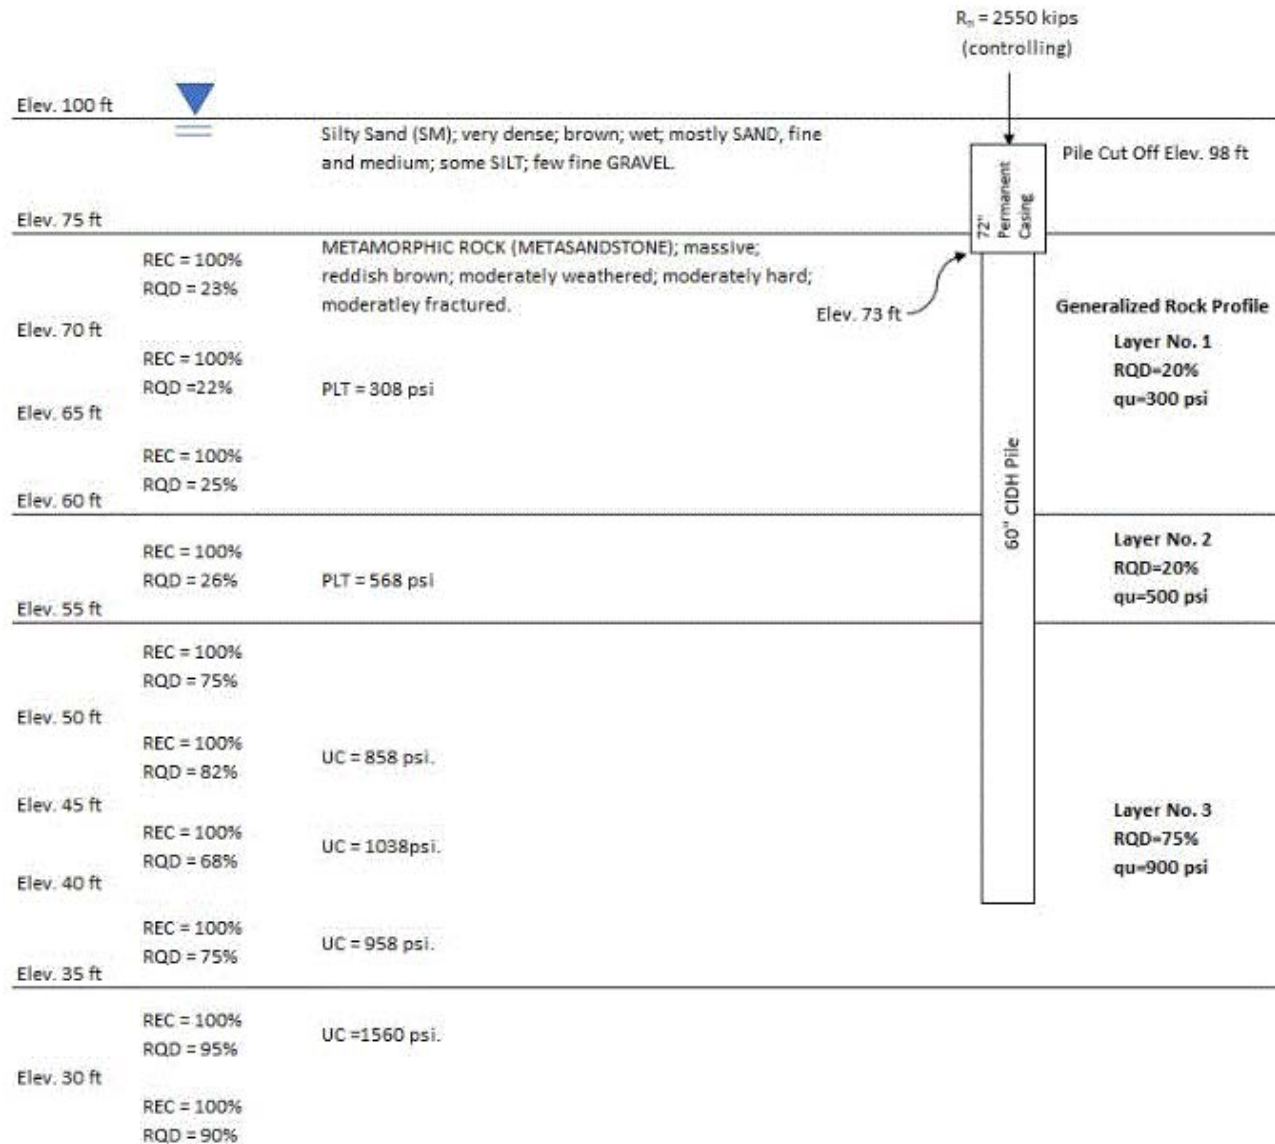 Rₙ = 2550 kips
(controlling)
Elev. 100 ft
Silty Sand (SM); very dense; brown; wet; mostly SAND, fine
and medium; some SILT; few fine GRAVEL.
Pile Cut Off Elev. 98 ft
72"
Permanent
Casing
Elev. 75 ft
METAMORPHIC ROCK (METASANDSTONE); massive;
reddish brown; moderately weathered; moderately hard;
moderatley fractured.
REC = 100%
RQD = 23%
Elev. 73 ft
Generalized Rock Profile
Layer No. 1
RQD=20%
qu=300 psi
Elev. 70 ft
REC = 100%
RQD =22%
PLT = 308 psi
Elev. 65 ft
REC = 100%
RQD = 25%
60" CIDH Pile
Elev. 60 ft
REC = 100%
RQD = 26%
PLT = 568 psi
Layer No. 2
RQD=20%
qu=500 psi
Elev. 55 ft
REC = 100%
RQD = 75%
Elev. 50 ft
REC = 100%
RQD = 82%
UC = 858 psi.
Elev. 45 ft
REC = 100%
RQD = 68%
UC = 1038psi.
Layer No. 3
RQD=75%
qu=900 psi
Elev. 40 ft
REC = 100%
RQD = 75%
UC = 958 psi.
Elev. 35 ft
REC = 100%
RQD = 95%
UC =1560 psi.
Elev. 30 ft
REC = 100%
RQD = 90%